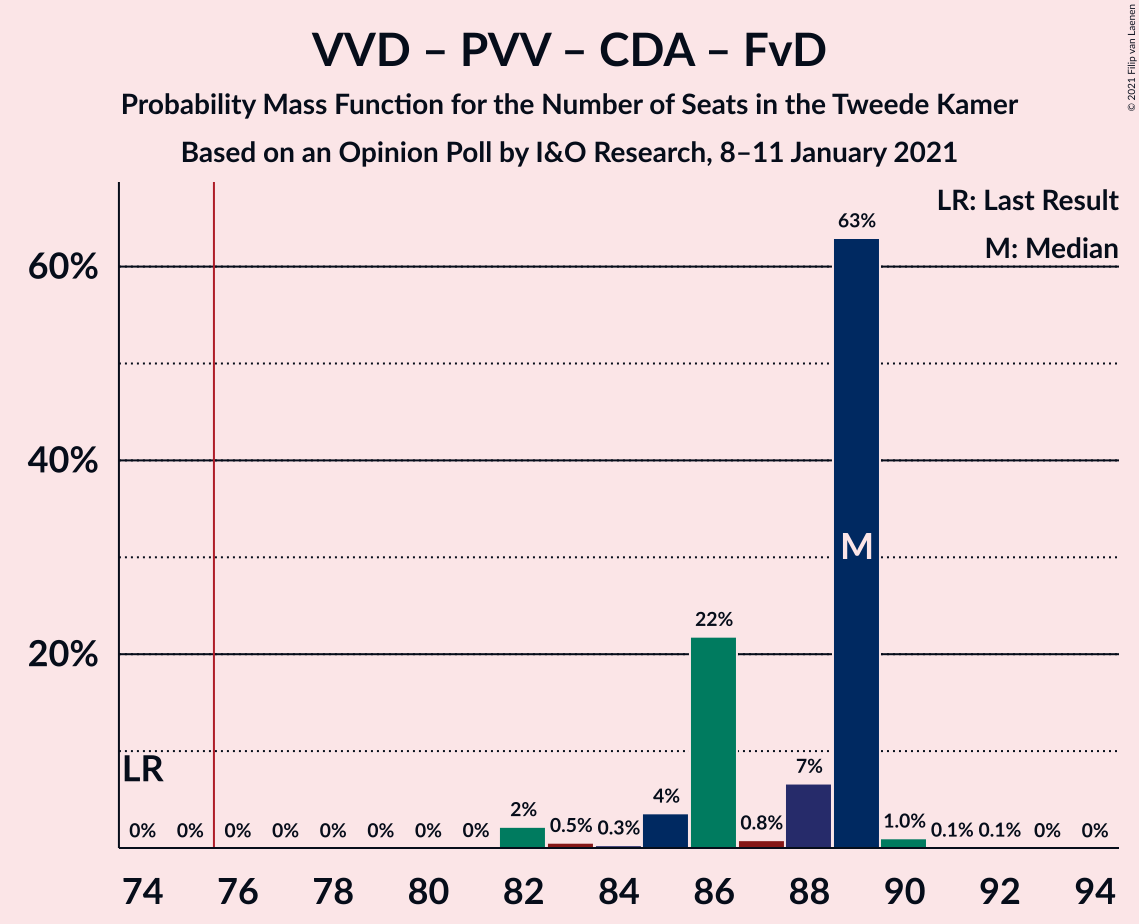 VVD – PVV – CDA – FvD
Probability Mass Function for the Number of Seats in the Tweede Kamer
Based on an Opinion Poll by I&O Research, 8–11 January 2021
© 2021 Filip van Laenen
LR: Last Result
M: Median
60%
40%
20%
LR
M
0% 0% 0% 0% 0% 0% 0% 0% 2% 0.5% 0.3% 4% 22% 0.8% 7% 63% 1.0% 0.1% 0.1% 0% 0%
74 76 78 80 82 84 86 88 90 92 94